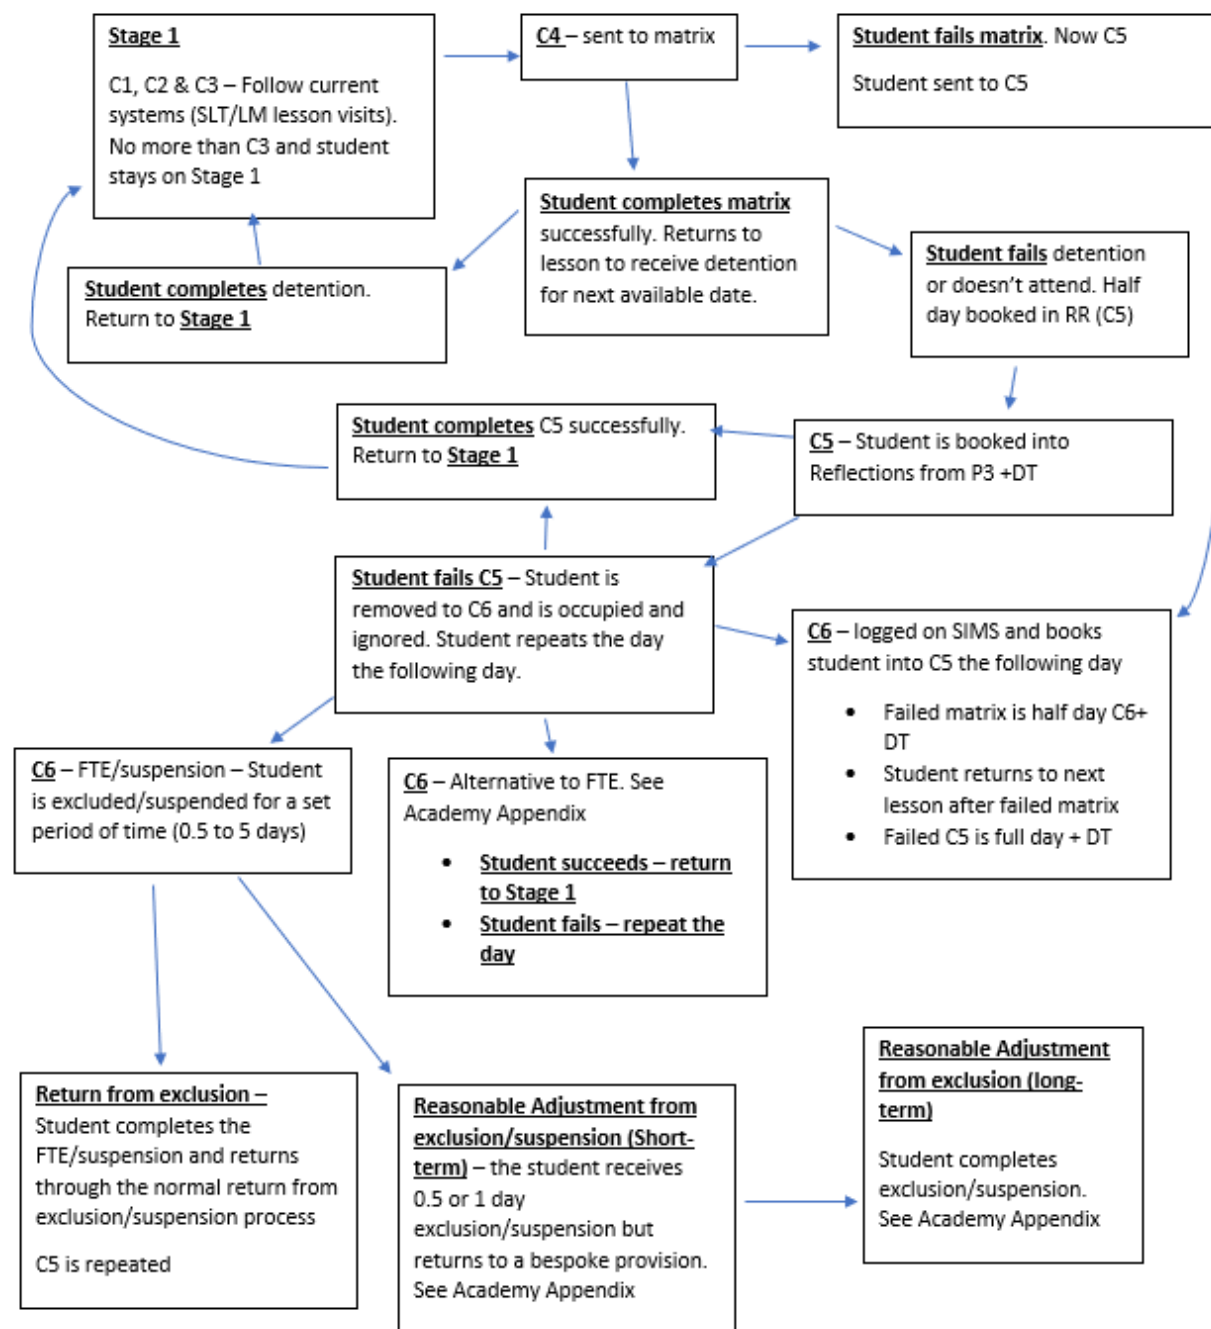 Stage 1
C1, C2 & C3 – Follow current
systems (SLT/LM lesson visits).
No more than C3 and student
stays on Stage 1
C4 – sent to matrix
Student fails matrix. Now C5
Student sent to C5
Student completes matrix
successfully. Returns to
lesson to receive detention
for next available date.
Student fails detention
or doesn’t attend. Half
day booked in RR (C5)
Student completes detention.
Return to Stage 1
Student completes C5 successfully.
Return to Stage 1
C5 – Student is booked into
Reflections from P3 +DT
Student fails C5 – Student is
removed to C6 and is occupied and
ignored. Student repeats the day
the following day.
C6 – logged on SIMS and books
student into C5 the following day
• Failed matrix is half day C6+
DT
• Student returns to next
lesson after failed matrix
• Failed C5 is full day + DT
C6 – FTE/suspension – Student
is excluded/suspended for a set
period of time (0.5 to 5 days)
C6 – Alternative to FTE. See
Academy Appendix
• Student succeeds – return
to Stage 1
• Student fails – repeat the
day
Return from exclusion –
Student completes the
FTE/suspension and returns
through the normal return from
exclusion/suspension process
C5 is repeated
Reasonable Adjustment from
exclusion/suspension (Short-
term) – the student receives
0.5 or 1 day
exclusion/suspension but
returns to a bespoke provision.
See Academy Appendix
Reasonable Adjustment
from exclusion (long-
term)
Student completes
exclusion/suspension.
See Academy Appendix